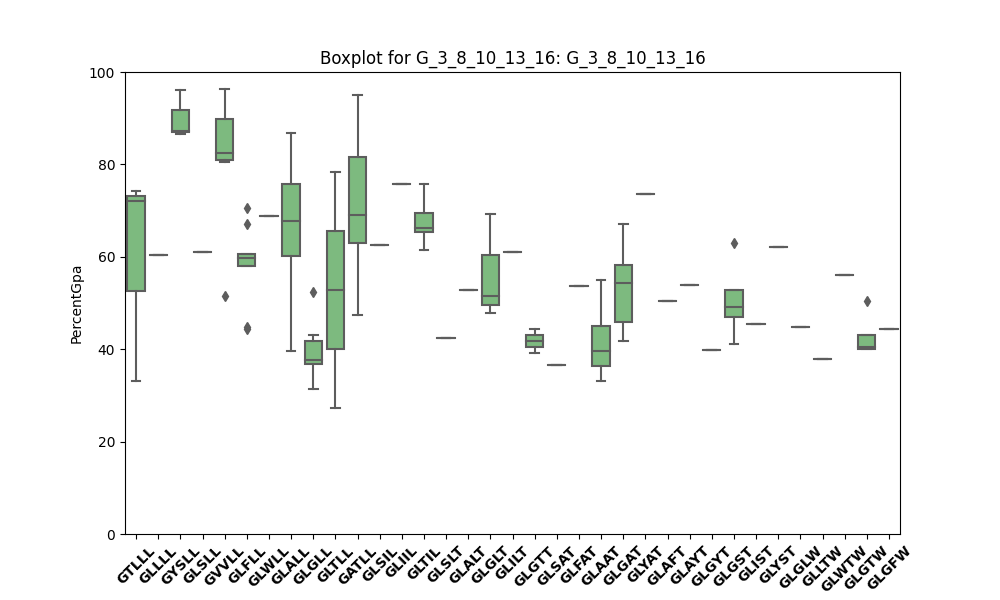 Boxplot for G_3_8_10_13_16: G_3_8_10_13_16
PercentGpa
100
80
60
40
20
0
GTLLL
GLLLL
GYSLL
GLSLL
GVVLL
GLFLL
GLWLL
GLALL
GLGLL
GLTLL
GATLL
GLSIL
GLIIL
GLTIL
GLSLT
GLALT
GLGLT
GLILT
GLGTT
GLSAT
GLFAT
GLAAT
GLGAT
GLYAT
GLAFT
GLAYT
GLGYT
GLGST
GLIST
GLYST
GLGLW
GLLTW
GLWTW
GLGTW
GLGFW